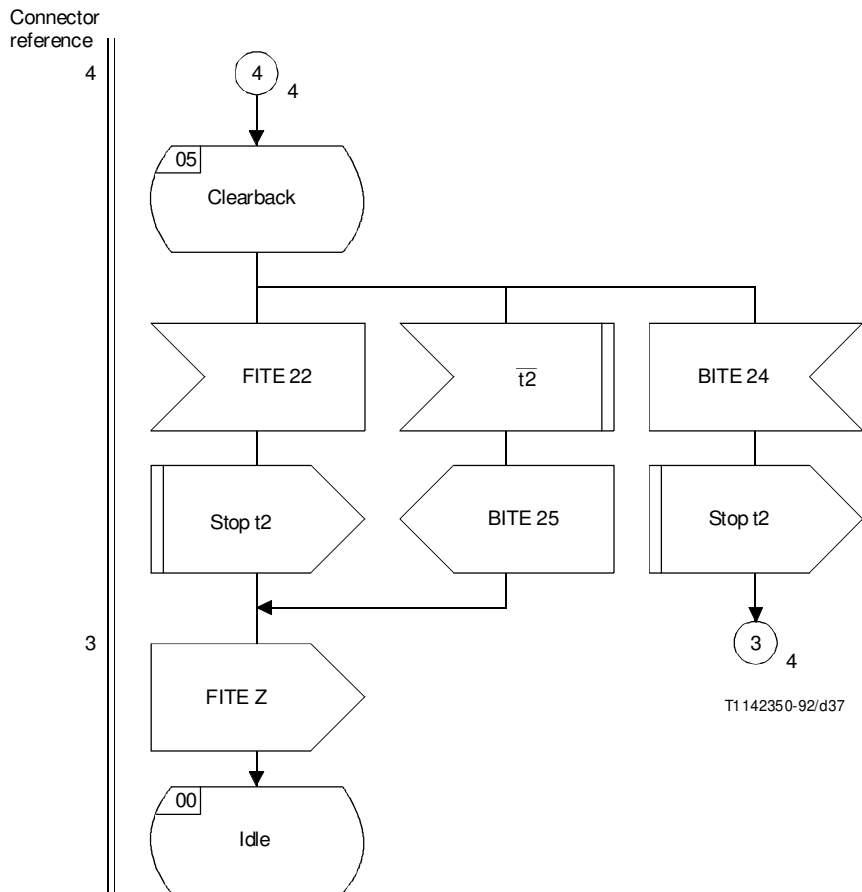 Connector
reference
4
4
4
05
Clearback
FITE 22
t2
BITE 24
Stop t2
BITE 25
Stop t2
3
3
4
FITE Z
T1142350-92/d37
00
Idle